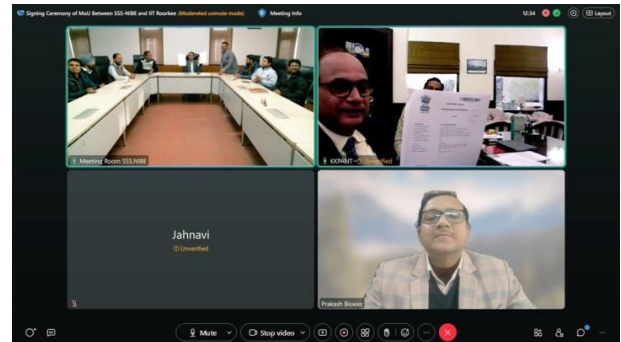 Signing Ceremony of MoU Between SSS-NIBE and IIT Roorkee (Moderated unmute mode) Meeting Info 12:34 Layout
Meeting Room SSS,NIBE
KKPANT Unverified
Jahnavi
Unverified
Prakash Biswas
Mute Stop video